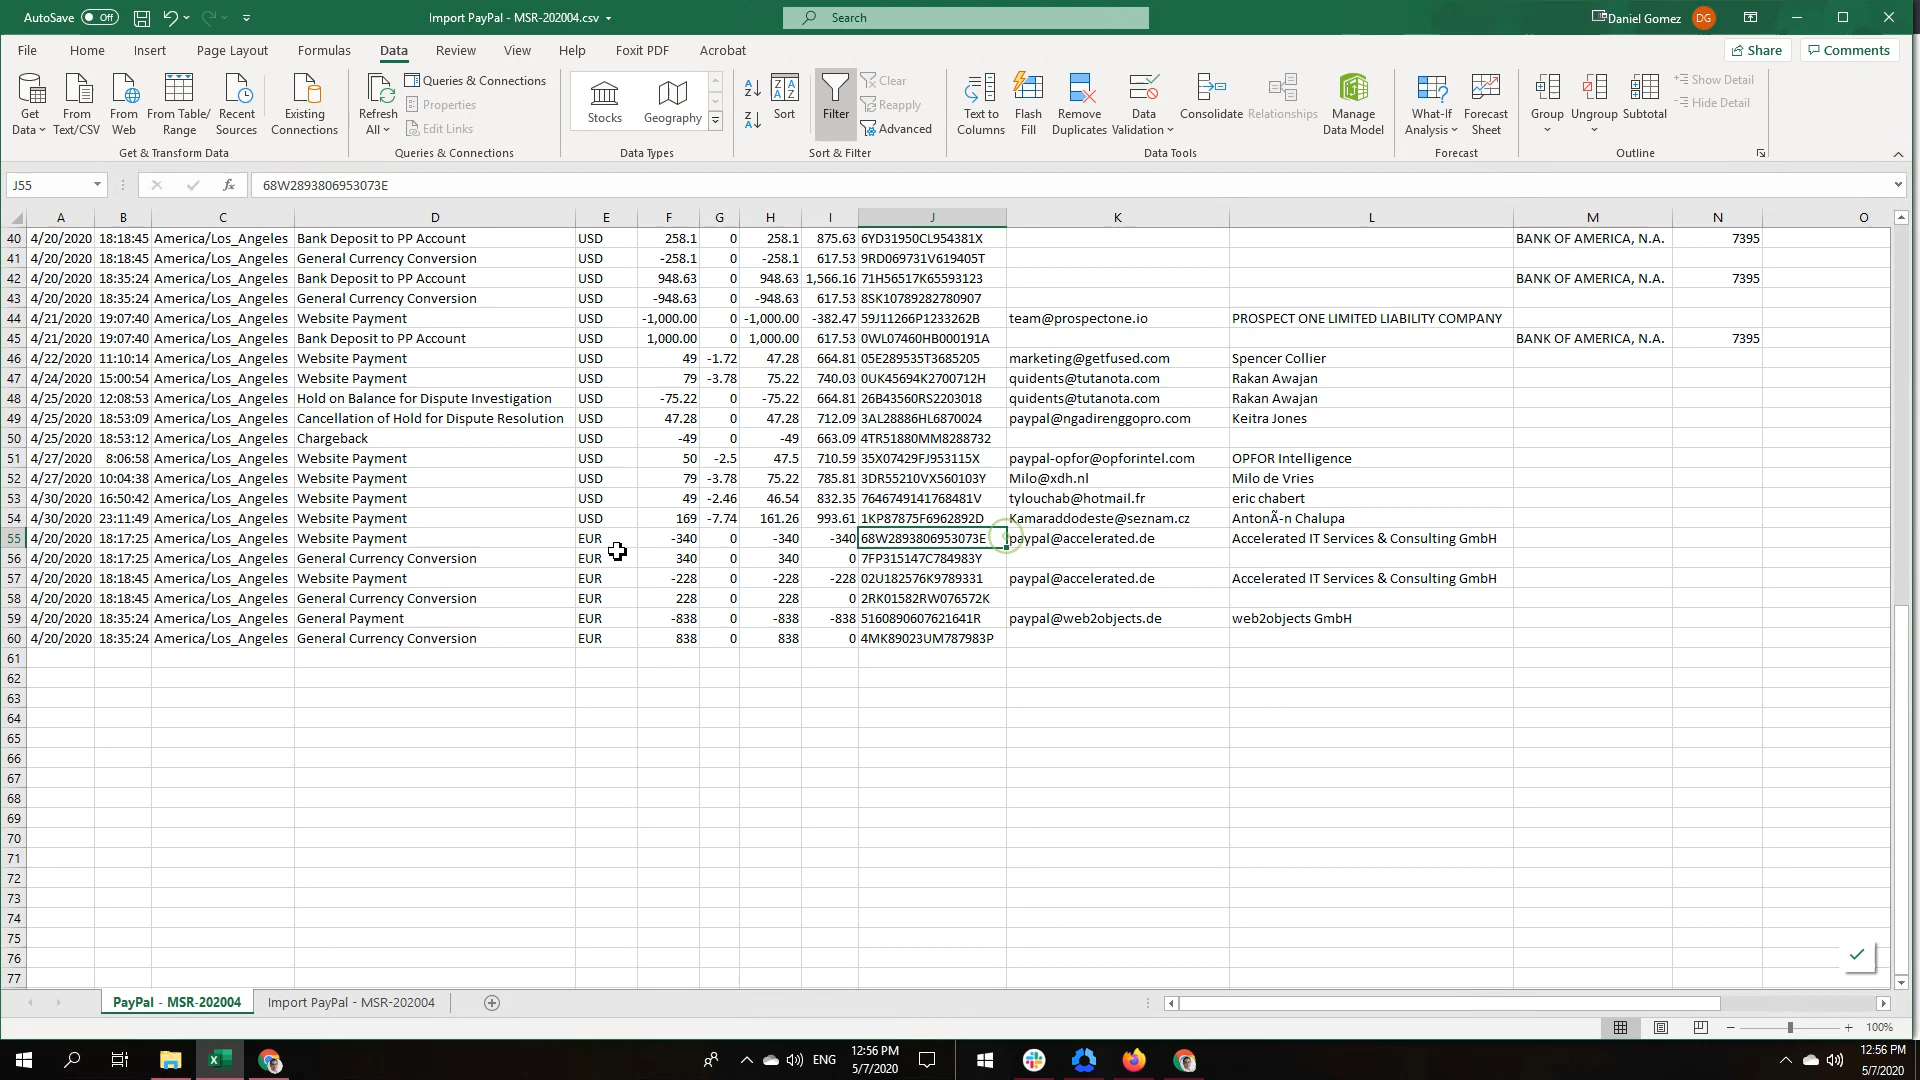 AutoSave Off Import PayPal - MSR-202004.csv Search Daniel Gomez DG
File Home Insert Page Layout Formulas Data Review View Help Foxit PDF Acrobat Share Comments
Get Data From Text/CSV From Web From Table/ Range Recent Sources Existing Connections
Get & Transform Data
Refresh All Queries & Connections Properties Edit Links
Queries & Connections
Stocks Geography
Data Types
Sort Filter Clear Reapply Advanced
Sort & Filter
Text to Columns Flash Fill Remove Duplicates Data Validation Consolidate Relationships Manage Data Model
Data Tools
What-If Analysis Forecast Sheet
Forecast
Group Ungroup Subtotal Show Detail Hide Detail
Outline
J55 fx 68W2893806953073E
A B C D E F G H I J K L M N O
40 4/20/2020 18:18:45 America/Los_Angeles Bank Deposit to PP Account USD 258.1 0 258.1 875.63 6YD31950CL954381X BANK OF AMERICA, N.A. 7395
41 4/20/2020 18:18:45 America/Los_Angeles General Currency Conversion USD -258.1 0 -258.1 617.53 9RD069731V619405T
42 4/20/2020 18:35:24 America/Los_Angeles Bank Deposit to PP Account USD 948.63 0 948.63 1,566.16 71H56517K65593123 BANK OF AMERICA, N.A. 7395
43 4/20/2020 18:35:24 America/Los_Angeles General Currency Conversion USD -948.63 0 -948.63 617.53 8SK10789282780907
44 4/21/2020 19:07:40 America/Los_Angeles Website Payment USD -1,000.00 0 -1,000.00 -382.47 59J11266P1233262B team@prospectone.io PROSPECT ONE LIMITED LIABILITY COMPANY
45 4/21/2020 19:07:40 America/Los_Angeles Bank Deposit to PP Account USD 1,000.00 0 1,000.00 617.53 0WL07460HB000191A BANK OF AMERICA, N.A. 7395
46 4/22/2020 11:10:14 America/Los_Angeles Website Payment USD 49 -1.72 47.28 664.81 05E289535T3685205 marketing@getfused.com Spencer Collier
47 4/24/2020 15:00:54 America/Los_Angeles Website Payment USD 79 -3.78 75.22 740.03 0UK45694K2700712H quidents@tutanota.com Rakan Awajan
48 4/25/2020 12:08:53 America/Los_Angeles Hold on Balance for Dispute Investigation USD -75.22 0 -75.22 664.81 26B43560RS2203018 quidents@tutanota.com Rakan Awajan
49 4/25/2020 18:53:09 America/Los_Angeles Cancellation of Hold for Dispute Resolution USD 47.28 0 47.28 712.09 3AL28886HL6870024 paypal@ngadirenggopro.com Keitra Jones
50 4/25/2020 18:53:12 America/Los_Angeles Chargeback USD -49 0 -49 663.09 4TR51880MM8288732
51 4/27/2020 8:06:58 America/Los_Angeles Website Payment USD 50 -2.5 47.5 710.59 35X07429FJ953115X paypal-opfor@opforintel.com OPFOR Intelligence
52 4/27/2020 10:04:38 America/Los_Angeles Website Payment USD 79 -3.78 75.22 785.81 3DR55210VX560103Y Milo@xdh.nl Milo de Vries
53 4/30/2020 16:50:42 America/Los_Angeles Website Payment USD 49 -2.46 46.54 832.35 7646749141768481V tylouchab@hotmail.fr eric chabert
54 4/30/2020 23:11:49 America/Los_Angeles Website Payment USD 169 -7.74 161.26 993.61 1KP87875F6962892D Kamaraddodeste@seznam.cz AntonÃ-n Chalupa
55 4/20/2020 18:17:25 America/Los_Angeles Website Payment EUR -340 0 -340 -340 68W2893806953073E paypal@accelerated.de Accelerated IT Services & Consulting GmbH
56 4/20/2020 18:17:25 America/Los_Angeles General Currency Conversion EUR 340 0 340 0 7FP315147C784983Y
57 4/20/2020 18:18:45 America/Los_Angeles Website Payment EUR -228 0 -228 -228 02U182576K9789331 paypal@accelerated.de Accelerated IT Services & Consulting GmbH
58 4/20/2020 18:18:45 America/Los_Angeles General Currency Conversion EUR 228 0 228 0 2RK01582RW076572K
59 4/20/2020 18:35:24 America/Los_Angeles General Payment EUR -838 0 -838 -838 5160890607621641R paypal@web2objects.de web2objects GmbH
60 4/20/2020 18:35:24 America/Los_Angeles General Currency Conversion EUR 838 0 838 0 4MK89023UM787983P
61
62
63
64
65
66
67
68
69
70
71
72
73
74
75
76
77
PayPal - MSR-202004 Import PayPal - MSR-202004
100%
ENG 12:56 PM 5/7/2020 12:56 PM 5/7/2020